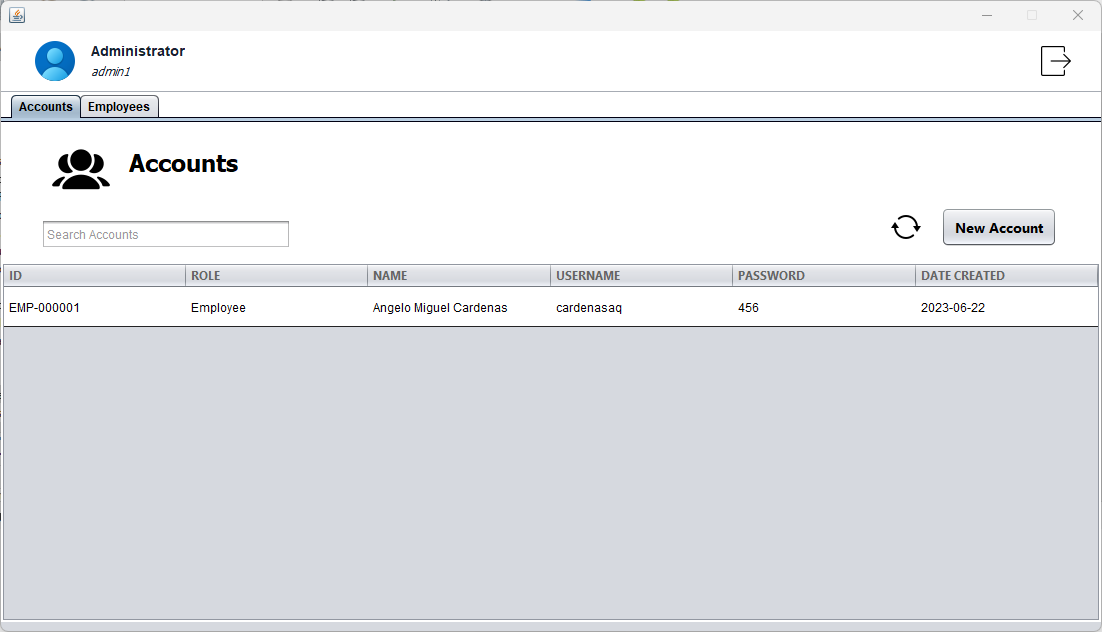 Administrator
admin1
Accounts Employees
Accounts
Search Accounts
New Account
ID ROLE NAME USERNAME PASSWORD DATE CREATED
EMP-000001 Employee Angelo Miguel Cardenas cardenasaq 456 2023-06-22